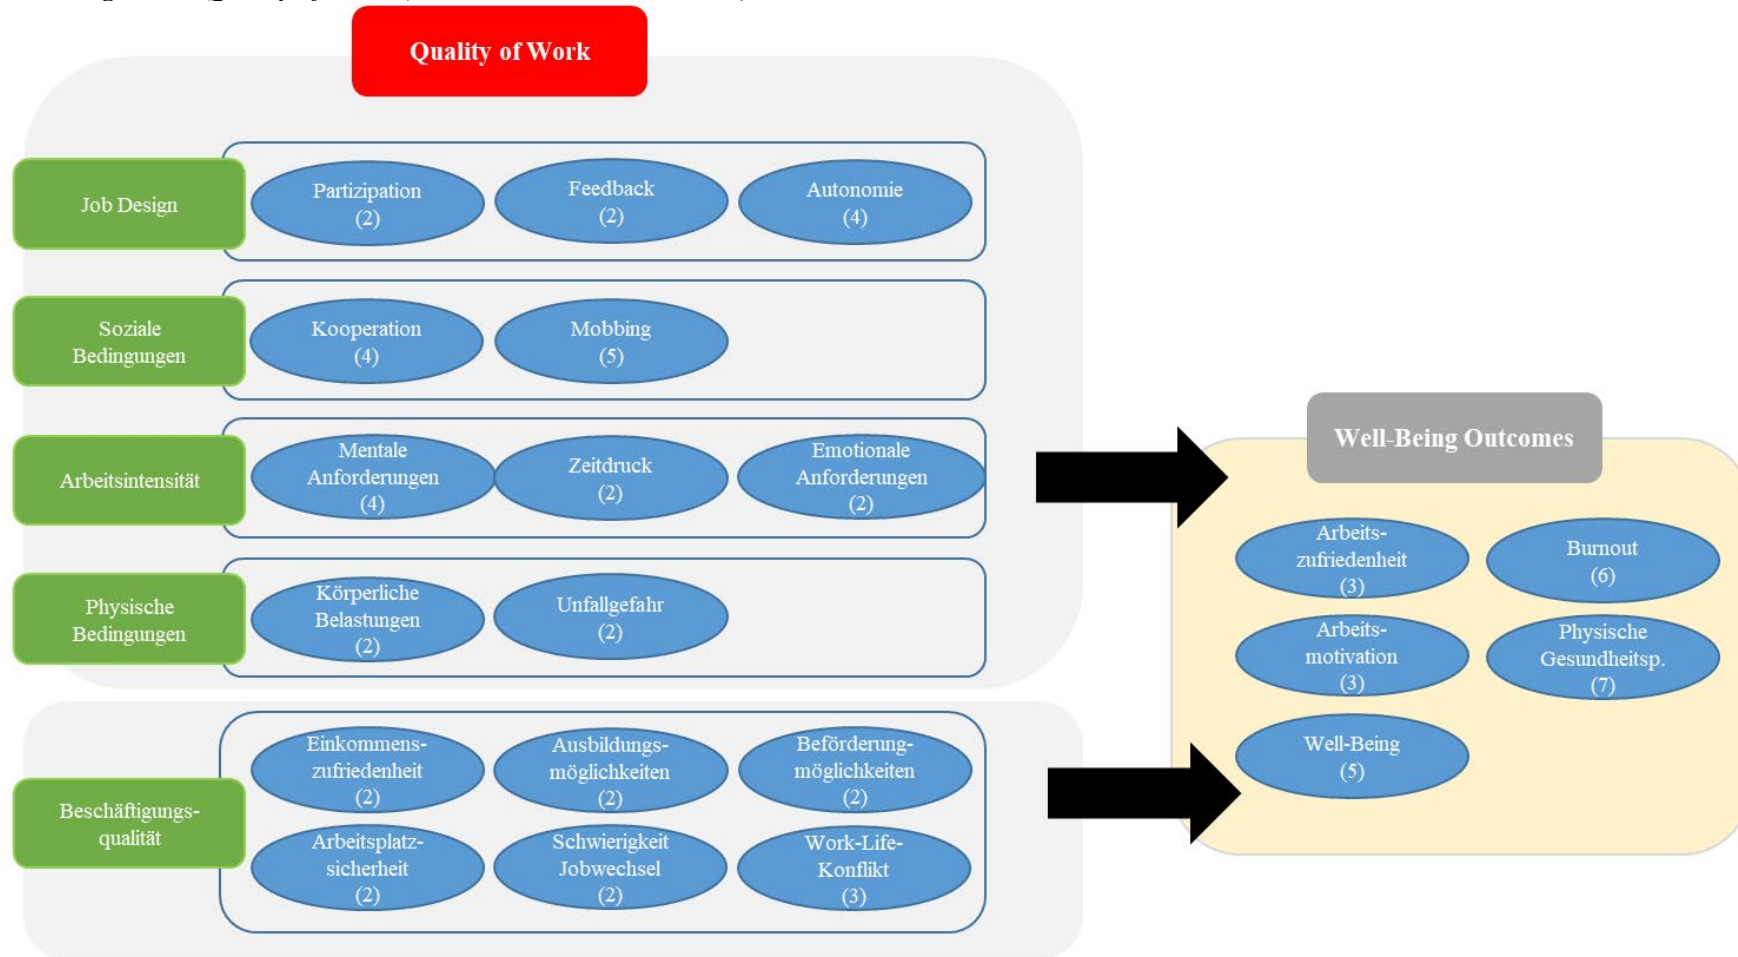 Quality of Work
Job Design
Partizipation
(2)
Feedback
(2)
Autonomie
(4)
Soziale
Bedingungen
Kooperation
(4)
Mobbing
(5)
Arbeitsintensität
Mentale
Anforderungen
(4)
Zeitdruck
(2)
Emotionale
Anforderungen
(2)
Physische
Bedingungen
Körperliche
Belastungen
(2)
Unfallgefahr
(2)
Beschäftigungs-
qualität
Einkommens-
zufriedenheit
(2)
Ausbildungs-
möglichkeiten
(2)
Beförderung-
möglichkeiten
(2)
Arbeitsplatz-
sicherheit
(2)
Schwierigkeit
Jobwechsel
(2)
Work-Life-
Konflikt
(3)
Well-Being Outcomes
Arbeits-
zufriedenheit
(3)
Burnout
(6)
Arbeits-
motivation
(3)
Physische
Gesundheitsp.
(7)
Well-Being
(5)